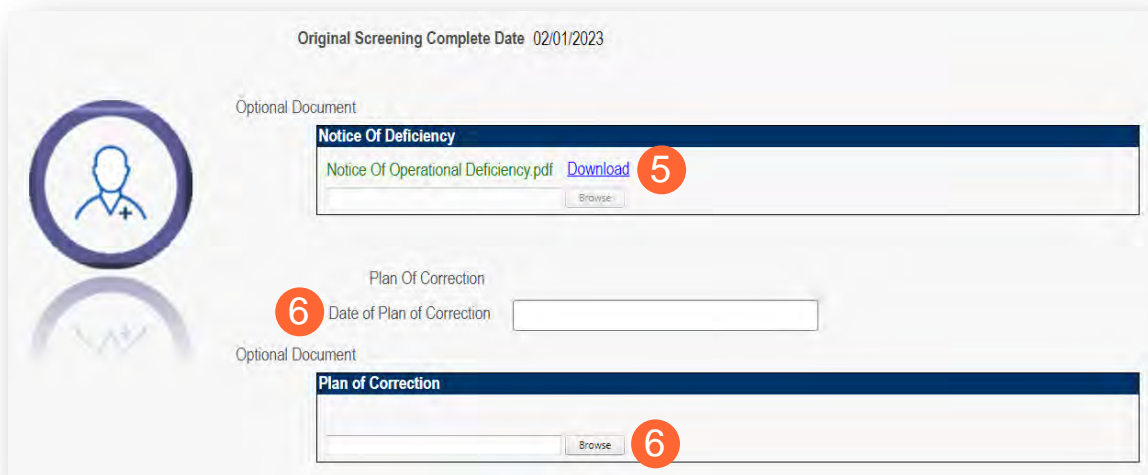 Original Screening Complete Date 02/01/2023
Optional Document
Notice Of Deficiency
Notice Of Operational Deficiency.pdf Download 5
Browse
Plan Of Correction
6 Date of Plan of Correction
Optional Document
Plan of Correction
Browse 6